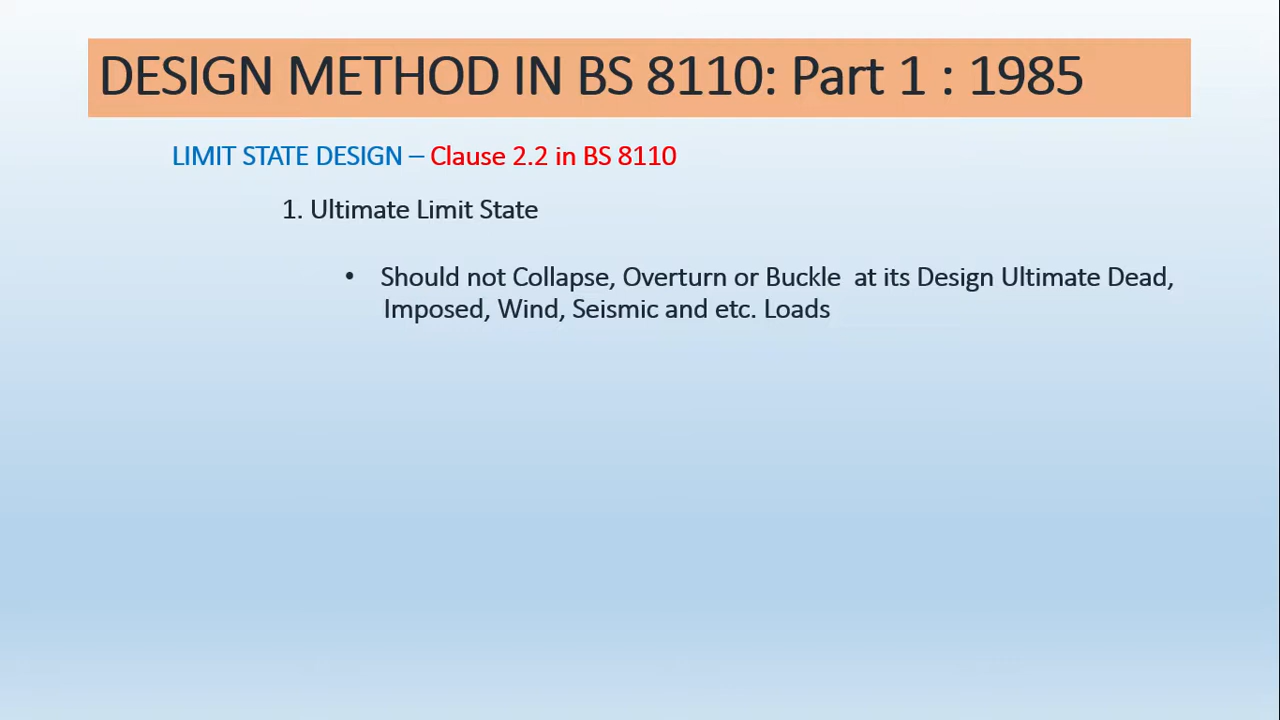 DESIGN METHOD IN BS 8110: Part 1 : 1985
LIMIT STATE DESIGN – Clause 2.2 in BS 8110
1. Ultimate Limit State
• Should not Collapse, Overturn or Buckle at its Design Ultimate Dead,
Imposed, Wind, Seismic and etc. Loads